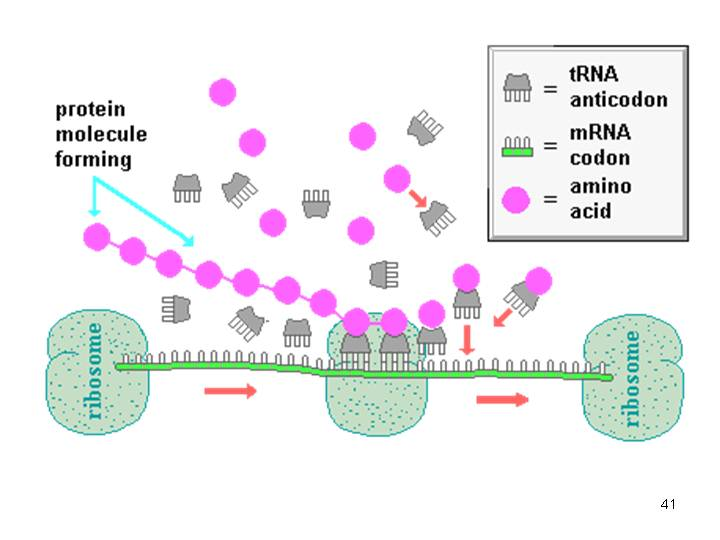 protein
molecule
forming
= tRNA
anticodon
= mRNA
codon
= amino
acid
ribosome
ribosome
41